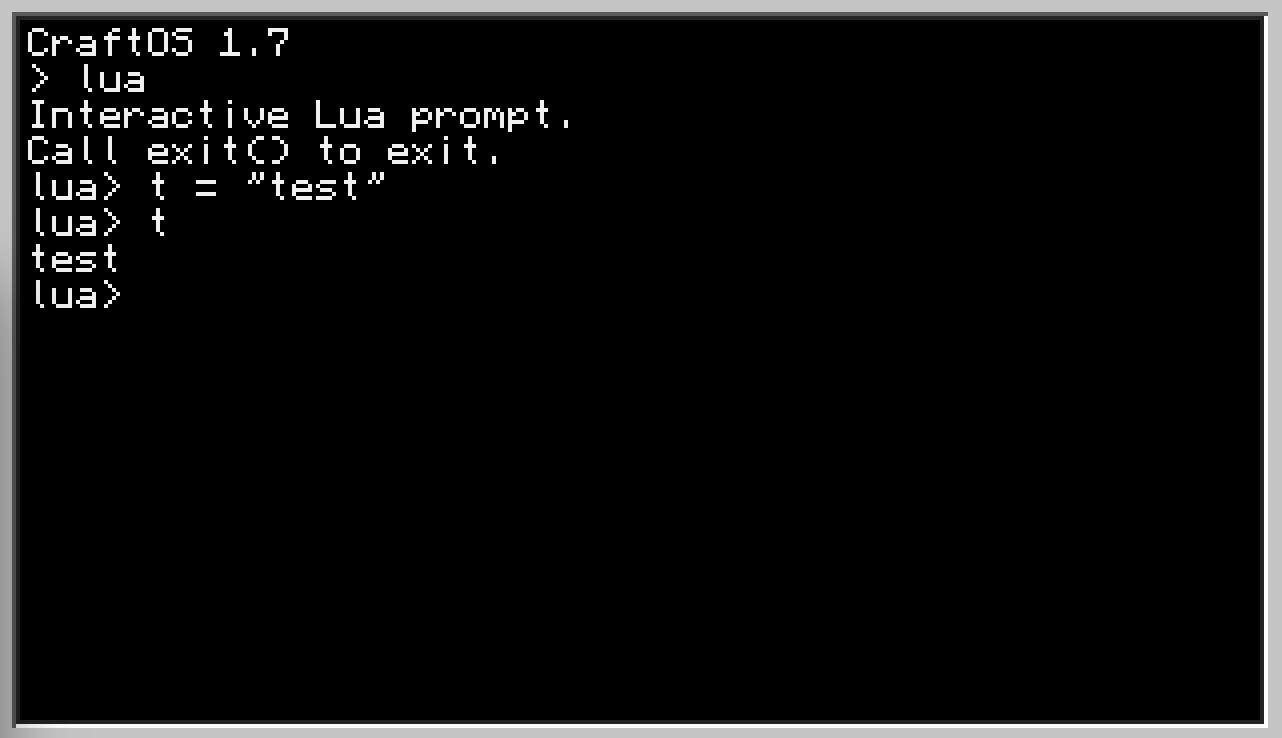 CraftOS 1.7
> lua
Interactive Lua prompt.
Call exit() to exit.
lua> t = "test"
lua> t
test
lua>